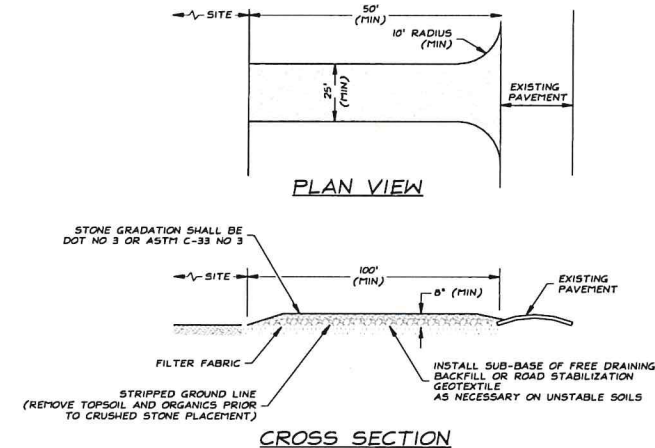 SITE
50'
(MIN)
10' RADIUS
(MIN)
25'
(MIN)
EXISTING
PAVEMENT
PLAN VIEW
STONE GRADATION SHALL BE
DOT NO 3 OR ASTM C-33 NO 3
SITE
100'
(MIN)
8" (MIN)
EXISTING
PAVEMENT
FILTER FABRIC
STRIPPED GROUND LINE
(REMOVE TOPSOIL AND ORGANICS PRIOR
TO CRUSHED STONE PLACEMENT)
INSTALL SUB-BASE OF FREE DRAINING
BACKFILL OR ROAD STABILIZATION
GEOTEXTILE
AS NECESSARY ON UNSTABLE SOILS
CROSS SECTION